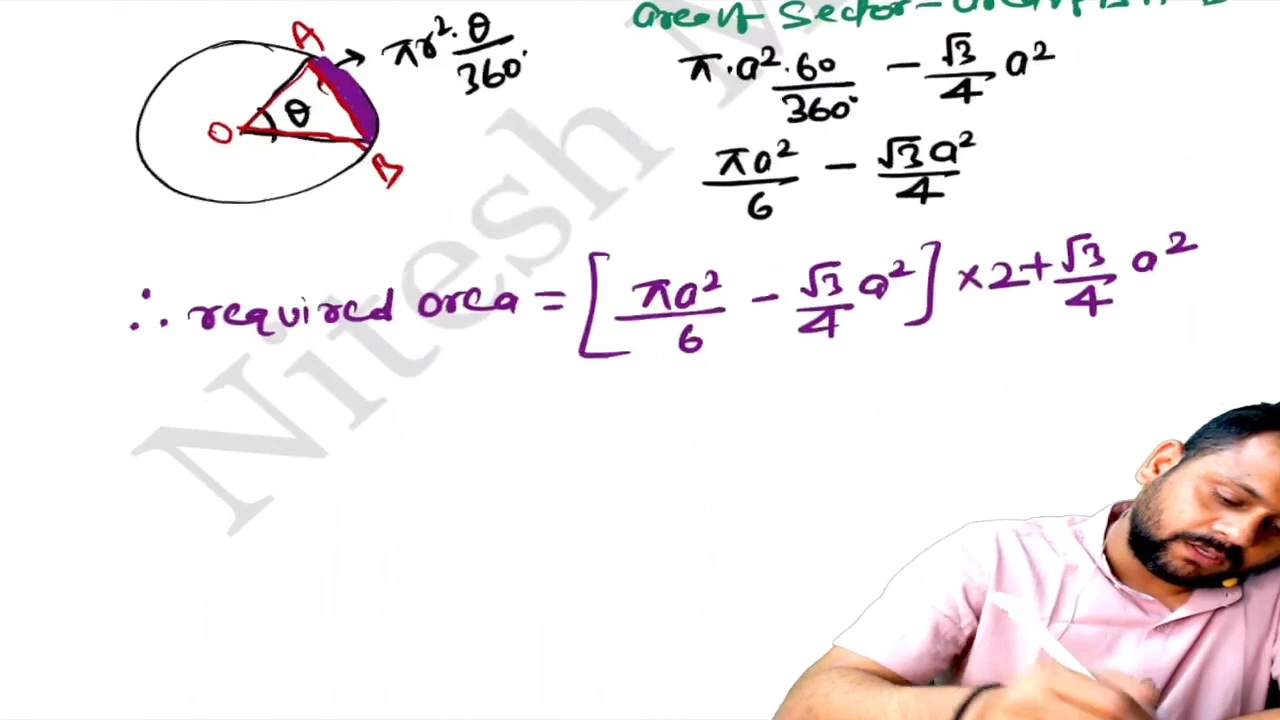 area of Sector -
A
πr² · θ/360°
π·a²·60/360° - √3/4 a²
O θ
B
πa²/6 - √3a²/4
∴ required area = [πa²/6 - √3/4 a²] × 2 + √3/4 a²
Nitesh